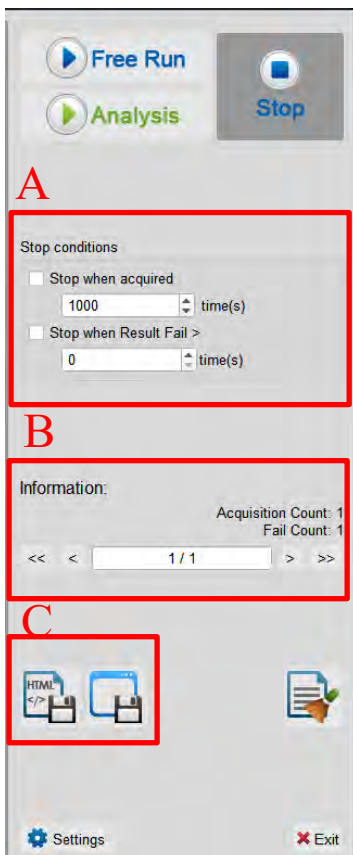 Free Run
Analysis
Stop
A
Stop conditions
Stop when acquired
1000 time(s)
Stop when Result Fail >
0 time(s)
B
Information:
Acquisition Count: 1
Fail Count: 1
<< < 1 / 1 > >>
C
HTML
</>
Settings Exit